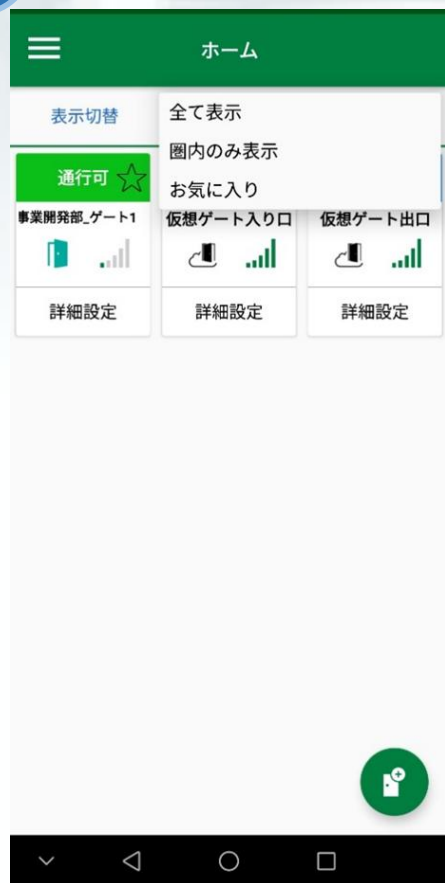 ホーム
表示切替
全て表示
圏内のみ表示
お気に入り
通行可
事業開発部_ゲート1
仮想ゲート入り口
仮想ゲート出口
詳細設定
詳細設定
詳細設定